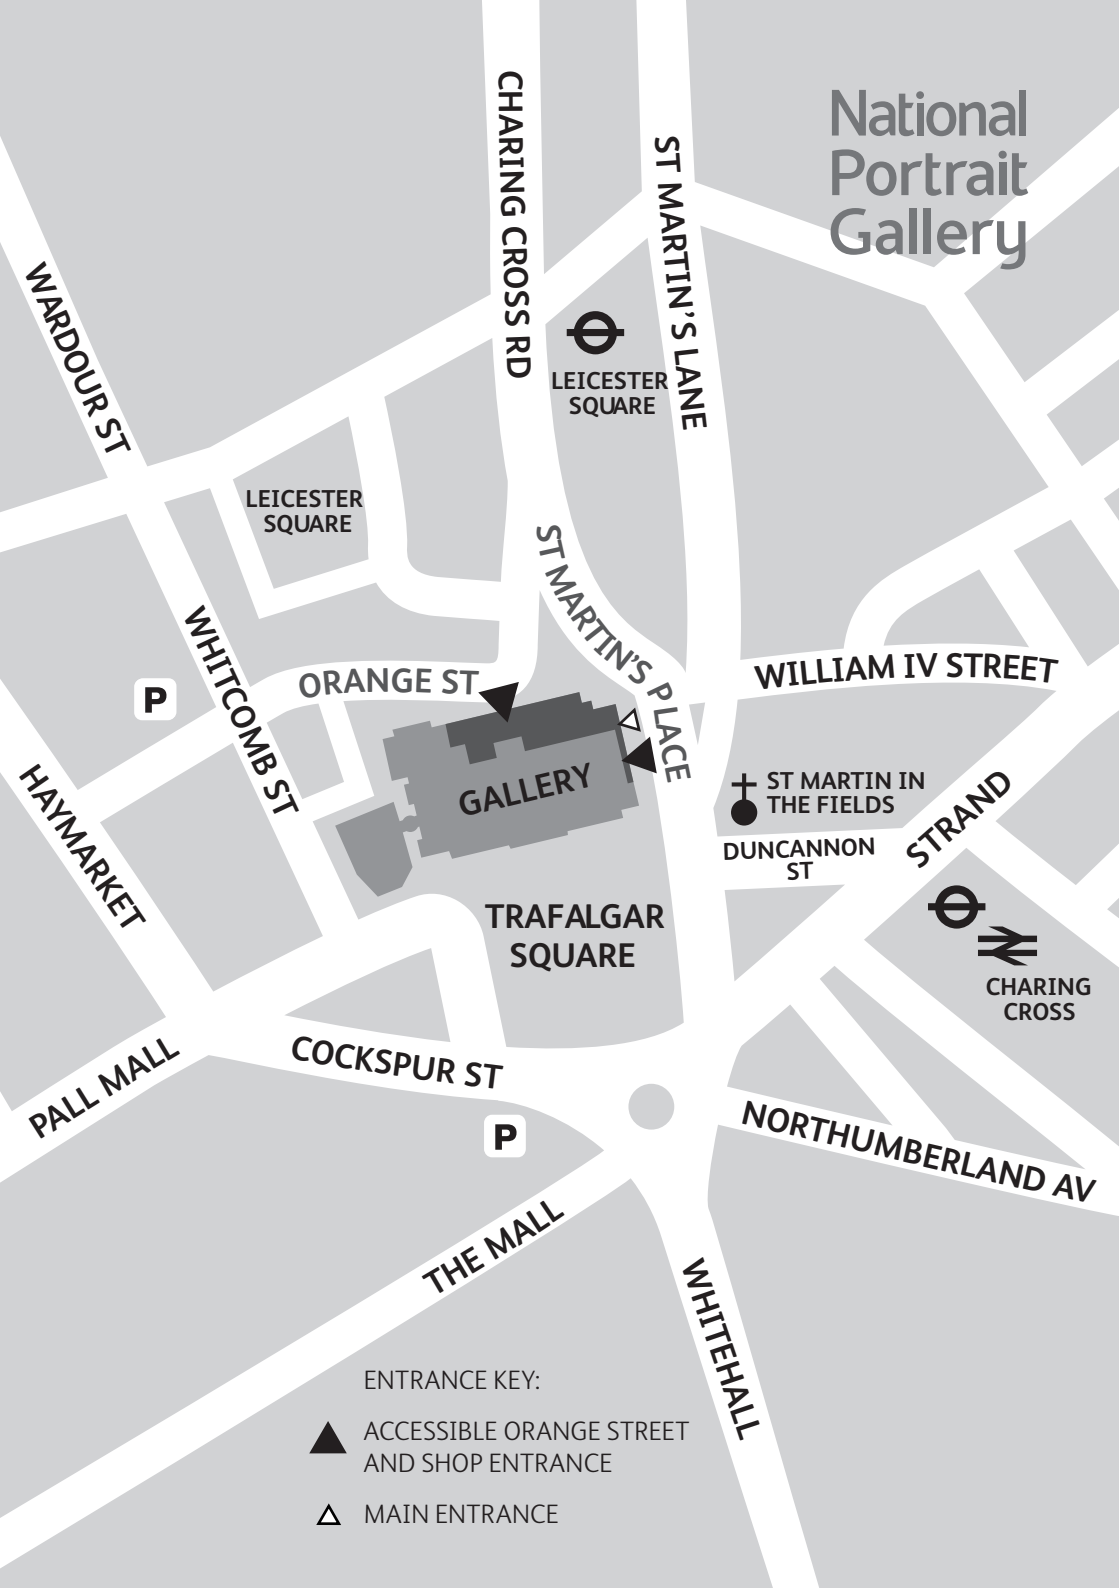 National
Portrait
Gallery
CHARING CROSS RD
ST MARTIN'S LANE
WARDOUR ST
LEICESTER
SQUARE
LEICESTER
SQUARE
ST MARTIN'S PLACE
WHITCOMB ST
ORANGE ST
WILLIAM IV STREET
P
HAYMARKET
GALLERY
ST MARTIN IN
THE FIELDS
STRAND
DUNCANNON
ST
TRAFALGAR
SQUARE
CHARING
CROSS
PALL MALL
COCKSPUR ST
P
NORTHUMBERLAND AV
THE MALL
WHITEHALL
ENTRANCE KEY:
ACCESSIBLE ORANGE STREET
AND SHOP ENTRANCE
MAIN ENTRANCE